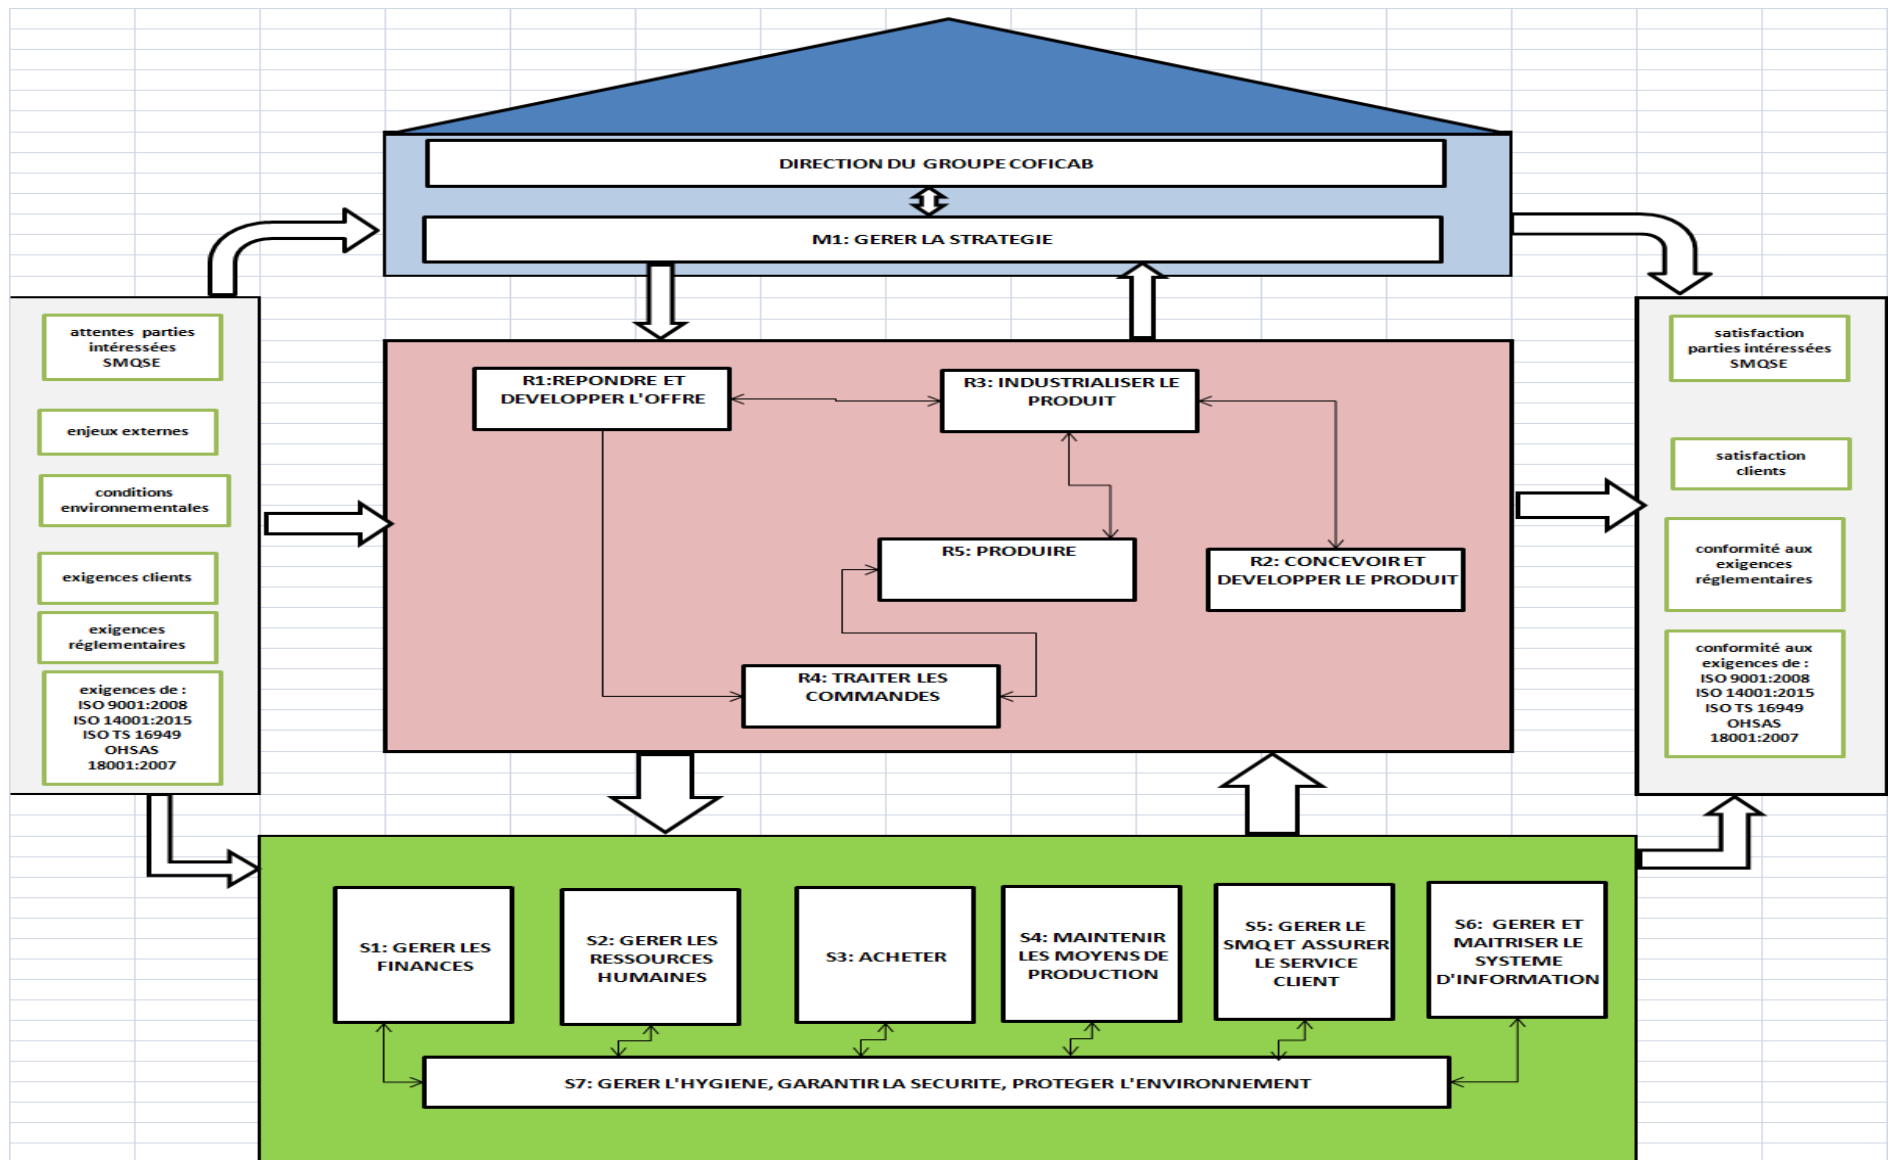 DIRECTION DU GROUPE COFICAB
M1: GERER LA STRATEGIE
attentes parties
intéressées
SMQSE
enjeux externes
conditions
environnementales
exigences clients
exigences
réglementaires
exigences de :
ISO 9001:2008
ISO 14001:2015
ISO TS 16949
OHSAS
18001:2007
R1:REPONDRE ET
DEVELOPPER L'OFFRE
R3: INDUSTRIALISER LE
PRODUIT
R5: PRODUIRE
R2: CONCEVOIR ET
DEVELOPPER LE PRODUIT
R4: TRAITER LES
COMMANDES
satisfaction
parties intéressées
SMQSE
satisfaction
clients
conformité aux
exigences
réglementaires
conformité aux
exigences de :
ISO 9001:2008
ISO 14001:2015
ISO TS 16949
OHSAS
18001:2007
S1: GERER LES
FINANCES
S2: GERER LES
RESSOURCES
HUMAINES
S3: ACHETER
S4: MAINTENIR
LES MOYENS DE
PRODUCTION
S5: GERER LE
SMQ ET ASSURER
LE SERVICE
CLIENT
S6: GERER ET
MAITRISER LE
SYSTEME
D'INFORMATION
S7: GERER L'HYGIENE, GARANTIR LA SECURITE, PROTEGER L'ENVIRONNEMENT